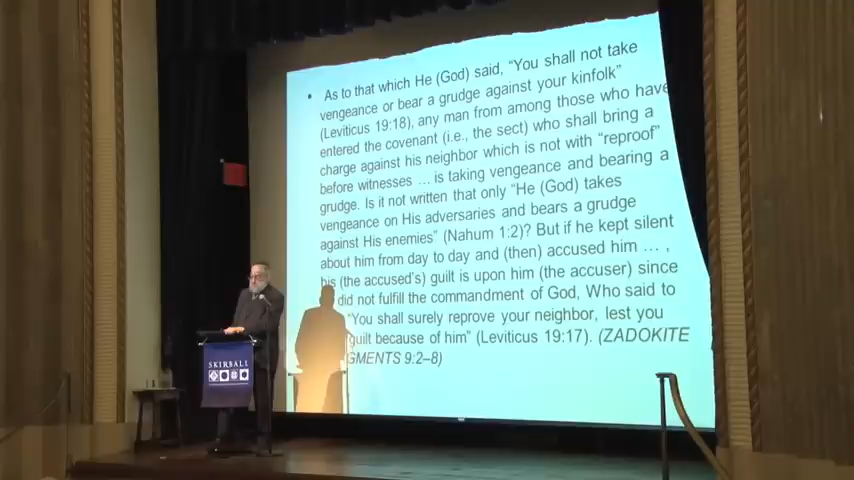 • As to that which He (God) said, “You shall not take
vengeance or bear a grudge against your kinfolk”
(Leviticus 19:18), any man from among those who have
entered the covenant (i.e., the sect) who shall bring a
charge against his neighbor which is not with “reproof”
before witnesses … is taking vengeance and bearing a
grudge. Is it not written that only “He (God) takes
vengeance on His adversaries and bears a grudge
against His enemies” (Nahum 1:2)? But if he kept silent
about him from day to day and (then) accused him … ,
his (the accused’s) guilt is upon him (the accuser) since
did not fulfill the commandment of God, Who said to
“You shall surely reprove your neighbor, lest you
guilt because of him” (Leviticus 19:17). (ZADOKITE
GMENTS 9:2–8)
SKIRBALL